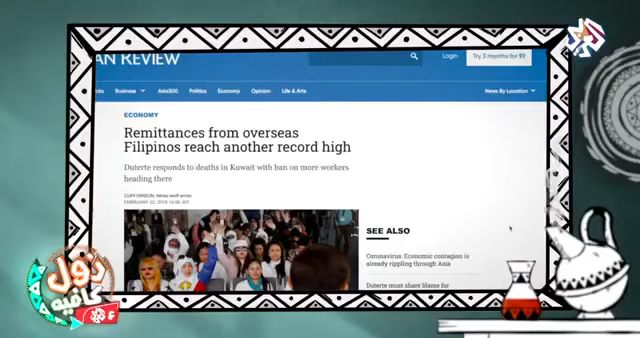 AN REVIEW
Login
Try 3 months for $9
Business
Asia300
Politics
Economy
Opinion
Life & Arts
News By Location
ECONOMY
Remittances from overseas
Filipinos reach another record high
Duterte responds to deaths in Kuwait with ban on more workers
heading there
SEE ALSO
Coronavirus: Economic contagion is
already rippling through Asia
Duterte must share blame for
ذول
كافيه